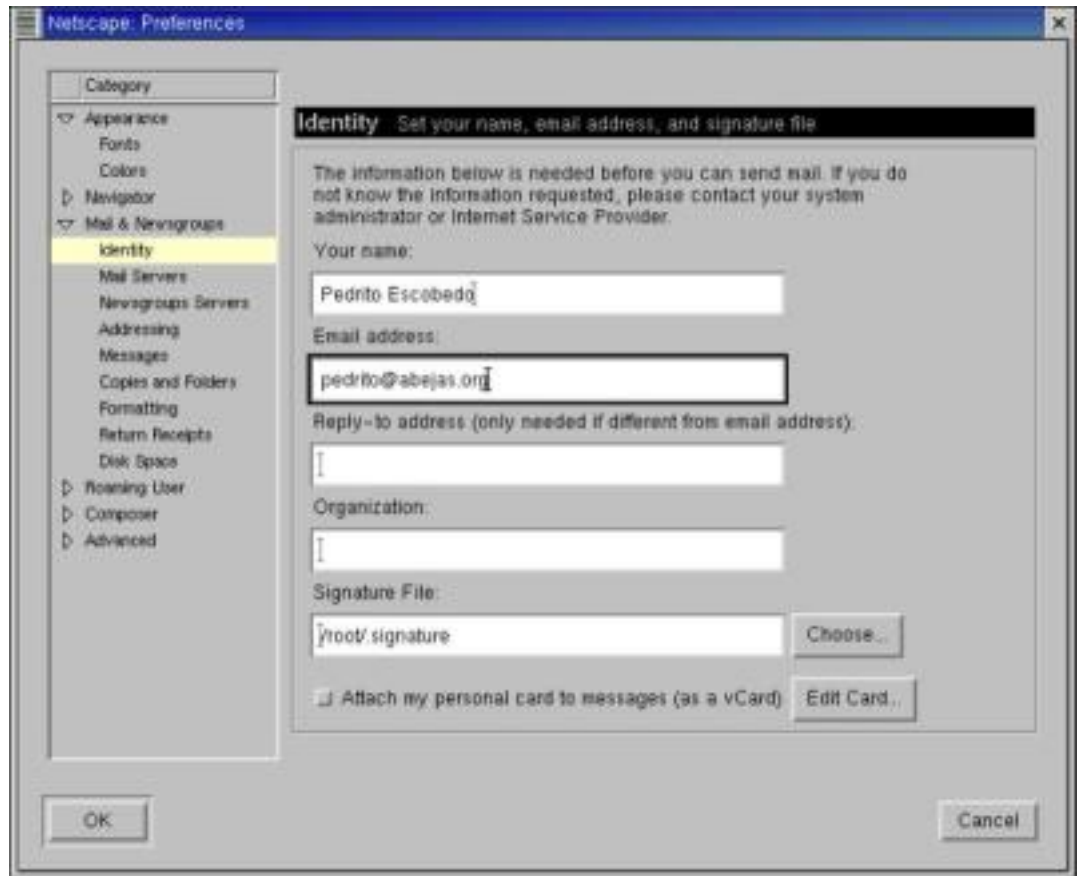 Netscape: Preferences
Category
Appearance
Fonts
Colors
Navigator
Mail & Newsgroups
Identity
Mail Servers
Newsgroups Servers
Addressing
Messages
Copies and Folders
Formatting
Return Receipts
Disk Space
Roaming User
Composer
Advanced
Identity Set your name, email address, and signature file
The information below is needed before you can send mail. If you do
not know the information requested, please contact your system
administrator or Internet Service Provider.
Your name:
Pedrito Escobedo
Email address:
pedrito@abejas.org
Reply-to address (only needed if different from email address):
Organization:
Signature File:
/root/.signature
Choose...
Attach my personal card to messages (as a vCard)
Edit Card...
OK
Cancel